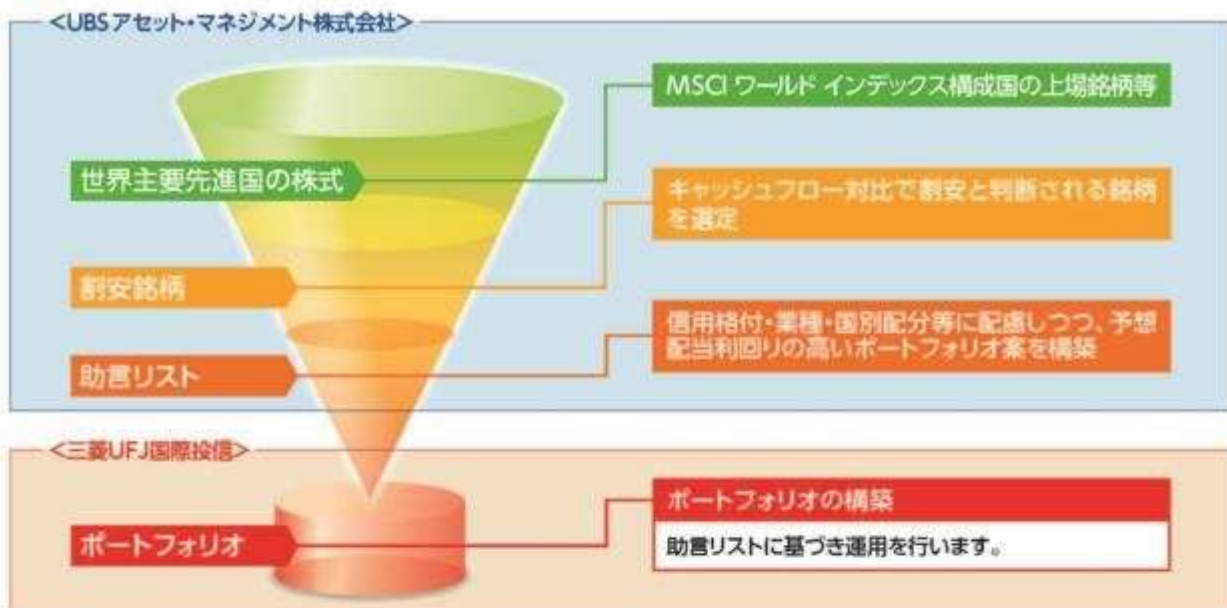 <UBSアセット・マネジメント株式会社>
MSCI ワールド インデックス構成国の上場銘柄等
世界主要先進国の株式
キャッシュフロー対比で割安と判断される銘柄
を選定
割安銘柄
信用格付・業種・国別配分等に配慮しつつ、予想
配当利回りの高いポートフォリオ案を構築
助言リスト
<三菱UFJ国際投信>
ポートフォリオの構築
ポートフォリオ
助言リストに基づき運用を行います。